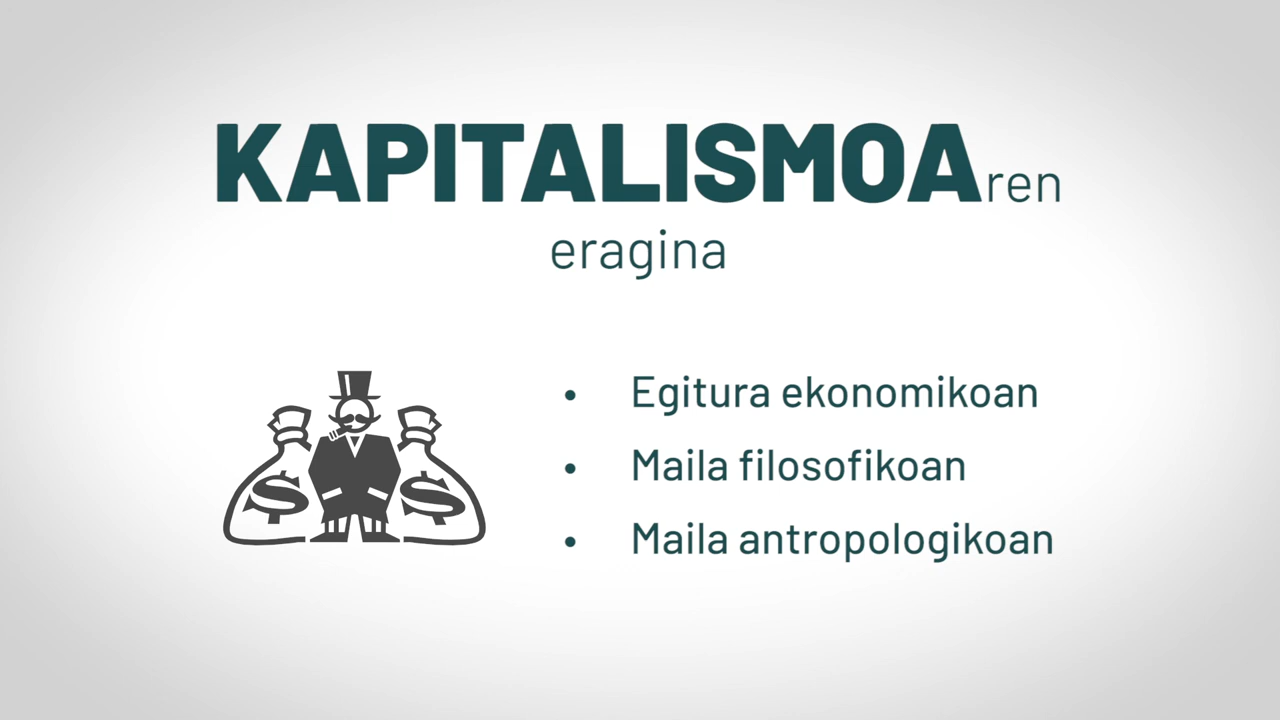 KAPITALISMOAren
eragina
• Egitura ekonomikoan
• Maila filosofikoan
• Maila antropologikoan
$ $